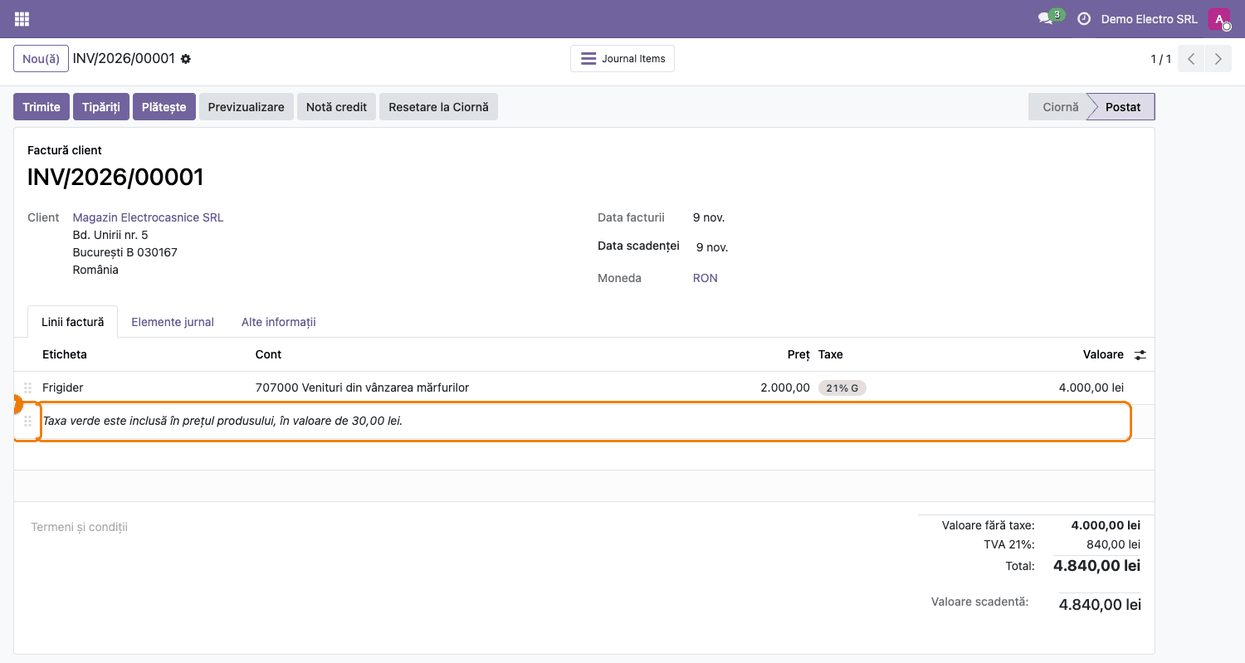 3 Demo Electro SRL A
Nou(ă) INV/2026/00001 Journal Items 1 / 1
Trimite Tipăriți Plătește Previzualizare Notă credit Resetare la Ciornă Ciornă Postat
Factură client
INV/2026/00001
Client Magazin Electrocasnice SRL Data facturii 9 nov.
Bd. Unirii nr. 5
București B 030167 Data scadenței 9 nov.
România
Moneda RON
Linii factură Elemente jurnal Alte informații
Eticheta Cont Preț Taxe Valoare
Frigider 707000 Venituri din vânzarea mărfurilor 2.000,00 21% G 4.000,00 lei
Taxa verde este inclusă în prețul produsului, în valoare de 30,00 lei.
Termeni și condiții
Valoare fără taxe: 4.000,00 lei
TVA 21%: 840,00 lei
Total: 4.840,00 lei
Valoare scadentă: 4.840,00 lei